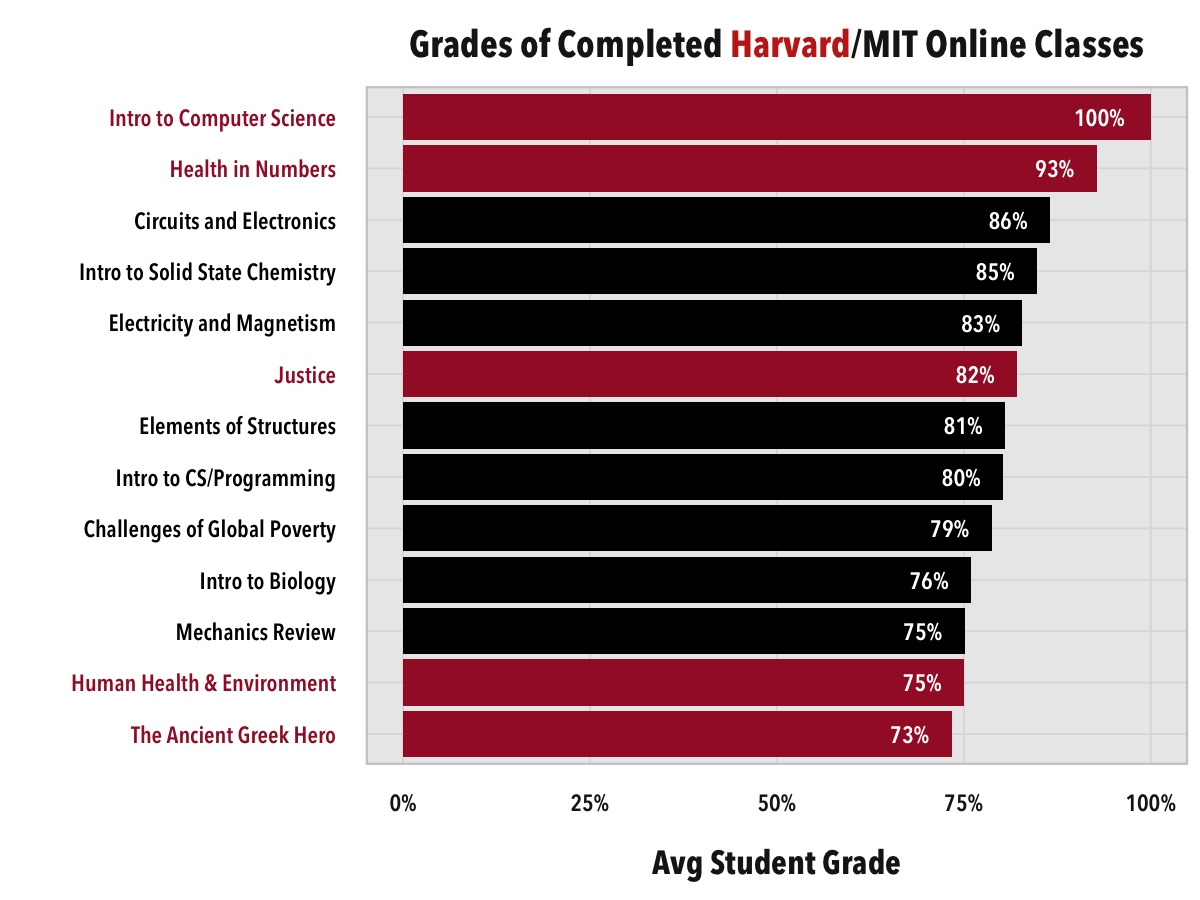 Grades of Completed Harvard/MIT Online Classes
Intro to Computer Science 100%
Health in Numbers 93%
Circuits and Electronics 86%
Intro to Solid State Chemistry 85%
Electricity and Magnetism 83%
Justice 82%
Elements of Structures 81%
Intro to CS/Programming 80%
Challenges of Global Poverty 79%
Intro to Biology 76%
Mechanics Review 75%
Human Health & Environment 75%
The Ancient Greek Hero 73%
0% 25% 50% 75% 100%
Avg Student Grade